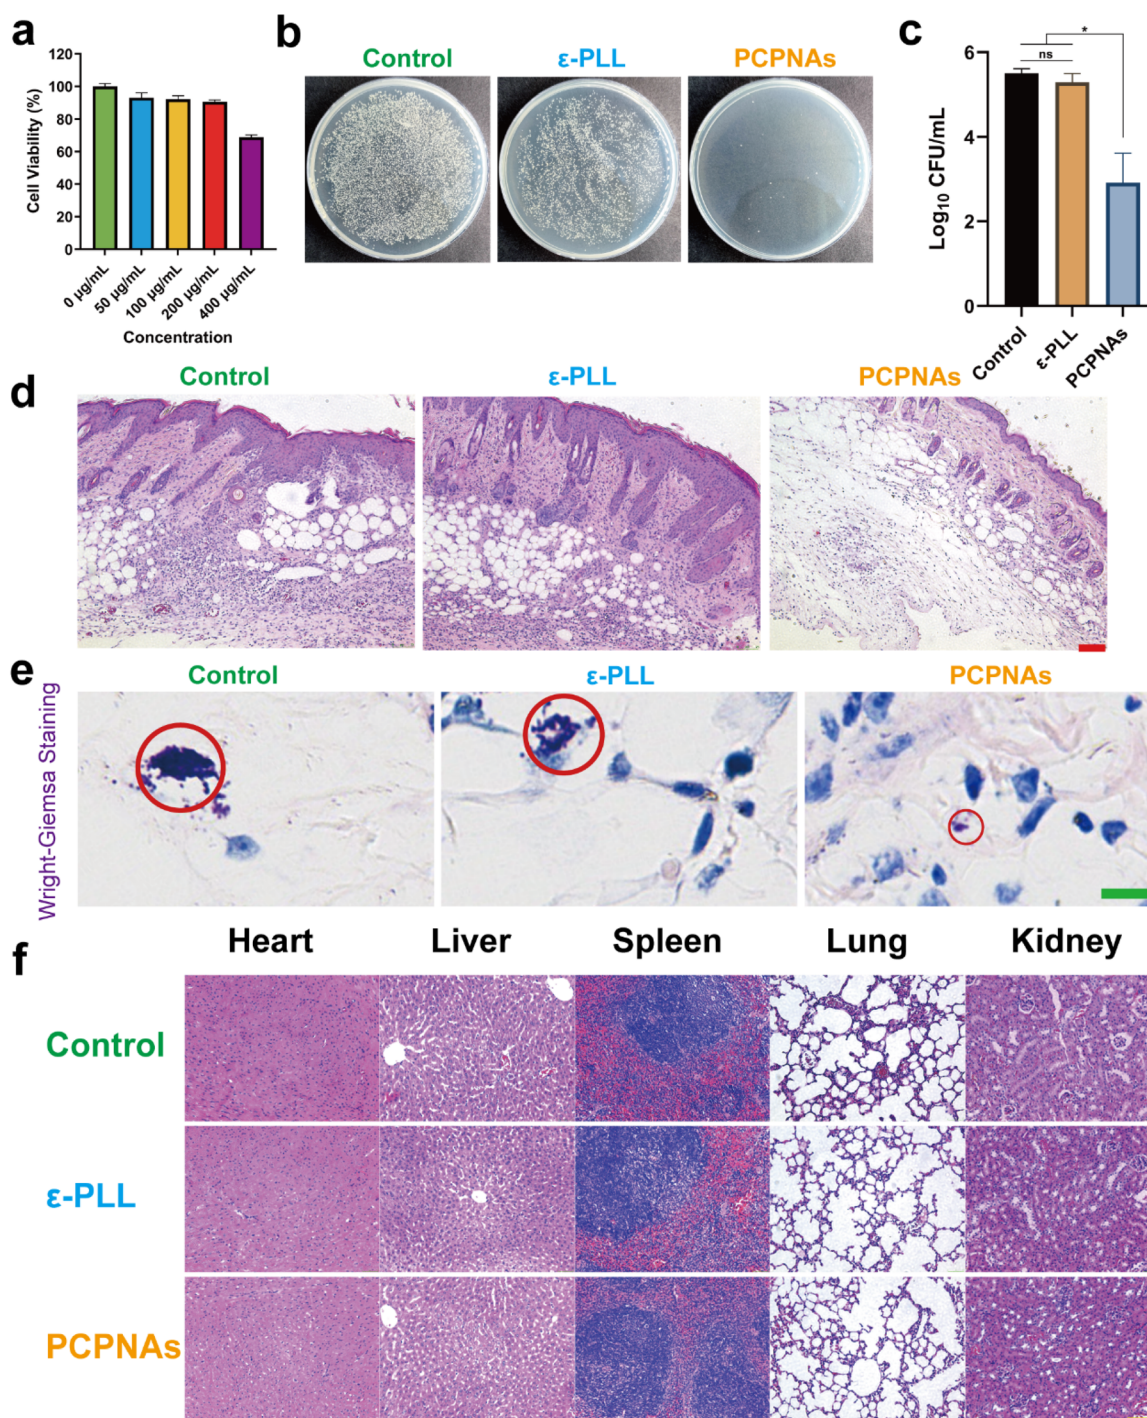 a
Cell Viability (%)
120
100
80
60
40
20
0
0 µg/mL
50 µg/mL
100 µg/mL
200 µg/mL
400 µg/mL
Concentration
b
Control
ε-PLL
PCPNAs
c
Log10 CFU/mL
6
4
2
0
ns
*
Control
ε-PLL
PCPNAs
d
Control
ε-PLL
PCPNAs
e
Wright-Giemsa Staining
Control
ε-PLL
PCPNAs
f
Heart
Liver
Spleen
Lung
Kidney
Control
ε-PLL
PCPNAs